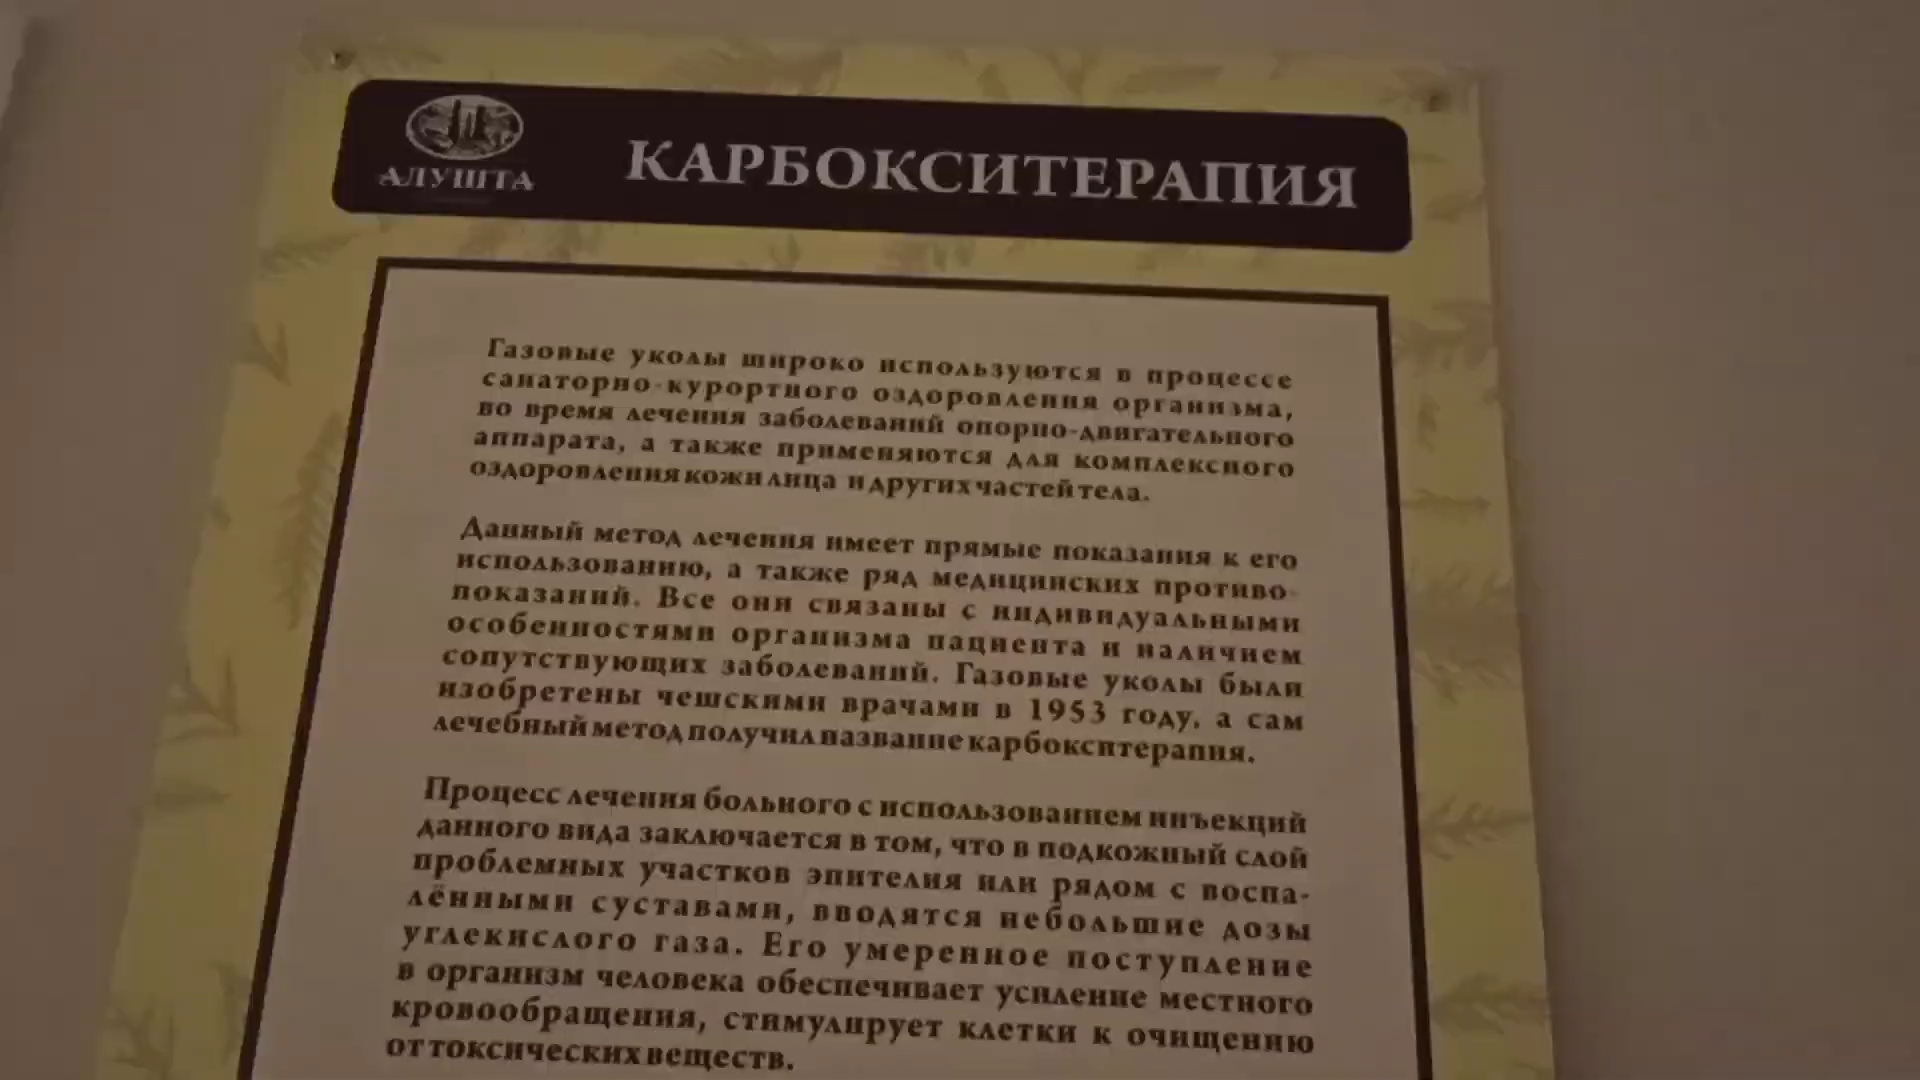 АЛУШТА
КАРБОКСИТЕРАПИЯ
Газовые уколы широко используются в процессе
санаторно-курортного оздоровления организма,
во время лечения заболеваний опорно-двигательного
аппарата, а также применяются для комплексного
оздоровления кожи лица и других частей тела.
Данный метод лечения имеет прямые показания к его
использованию, а также ряд медицинских противо-
показаний. Все они связаны с индивидуальными
особенностями организма пациента и наличием
сопутствующих заболеваний. Газовые уколы были
изобретены чешскими врачами в 1953 году, а сам
лечебный метод получил название карбокситерапия.
Процесс лечения больного с использованием инъекций
данного вида заключается в том, что в подкожный слой
проблемных участков эпителия или рядом с воспа-
лёнными суставами, вводятся небольшие дозы
углекислого газа. Его умеренное поступление
в организм человека обеспечивает усиление местного
кровообращения, стимулирует клетки к очищению
от токсических веществ.